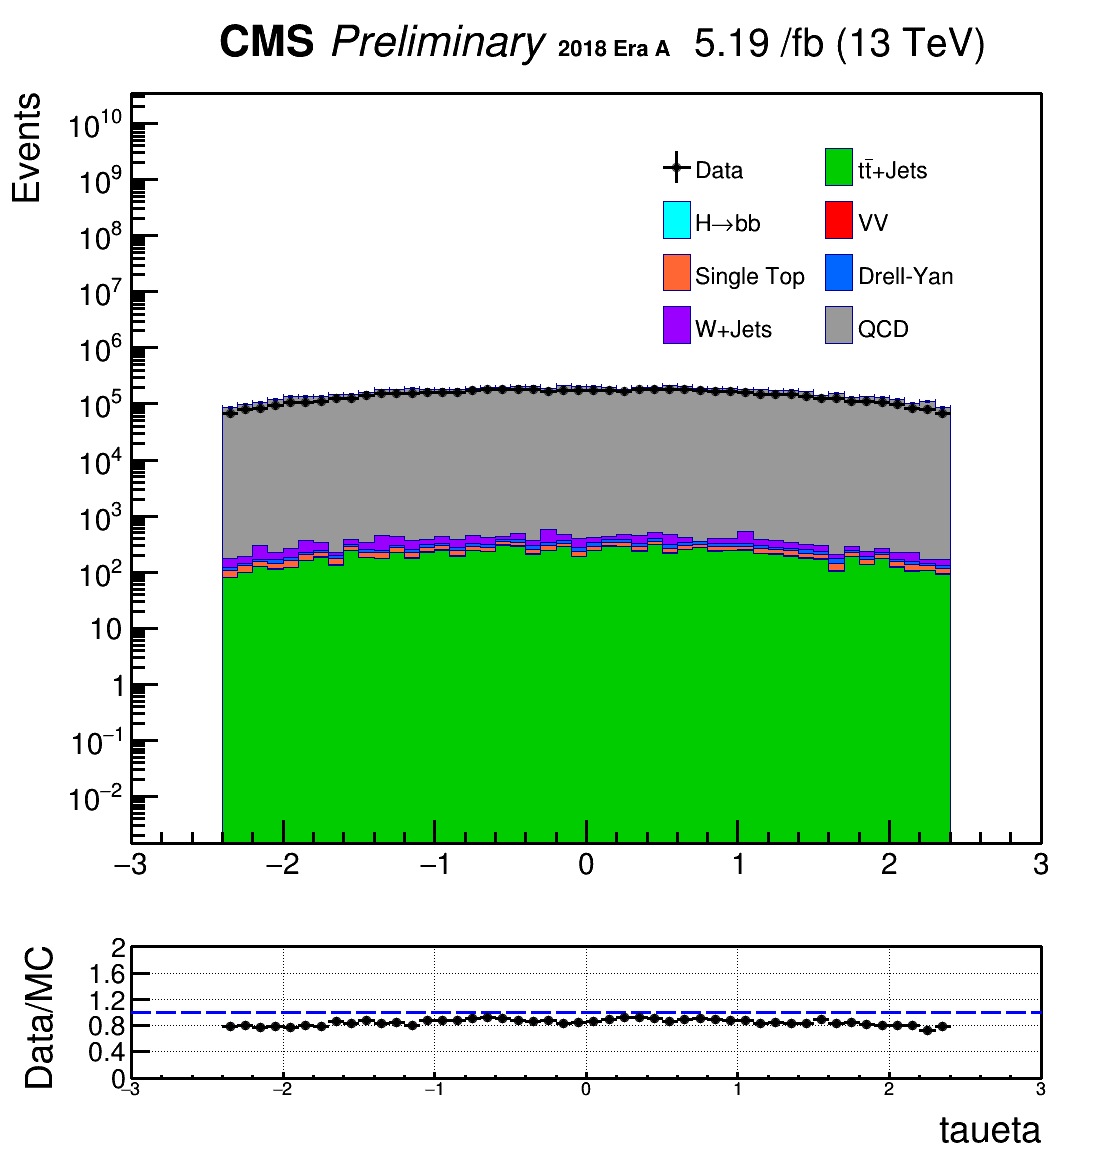 CMS Preliminary 2018 Era A 5.19 /fb (13 TeV)
Events
10^10
10^9
10^8
10^7
10^6
10^5
10^4
10^3
10^2
10
1
10^−1
10^−2
Data
tt̄+Jets
H→bb
VV
Single Top
Drell-Yan
W+Jets
QCD
−3 −2 −1 0 1 2 3
Data/MC
2
1.6
1.2
0.8
0.4
0
−3 −2 −1 0 1 2 3
taueta